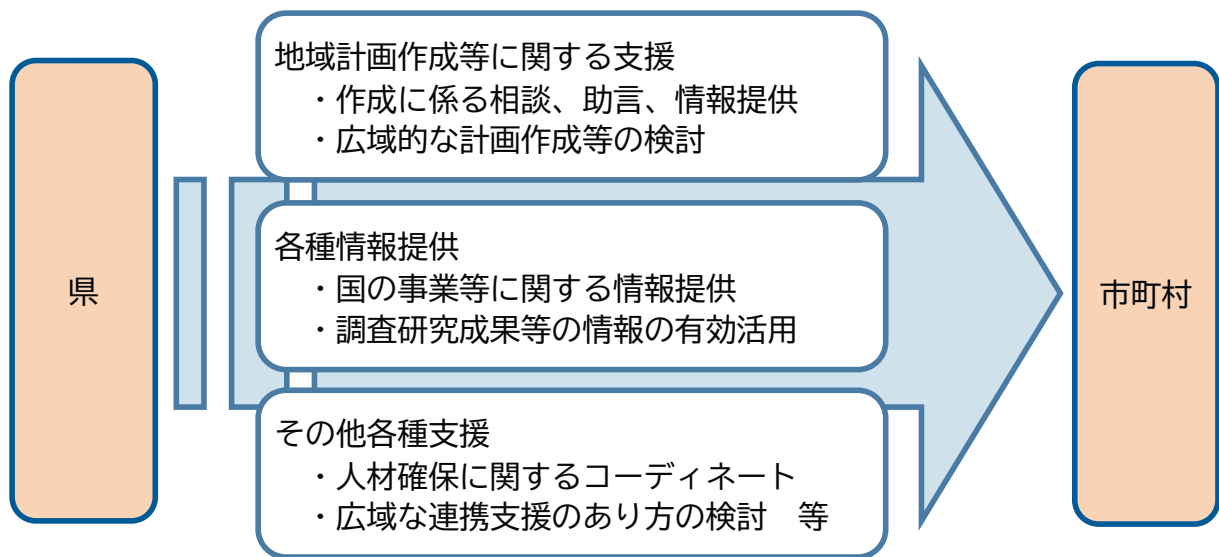 県
地域計画作成等に関する支援
・作成に係る相談、助言、情報提供
・広域的な計画作成等の検討
各種情報提供
・国の事業等に関する情報提供
・調査研究成果等の情報の有効活用
その他各種支援
・人材確保に関するコーディネート
・広域な連携支援のあり方の検討　等
市町村